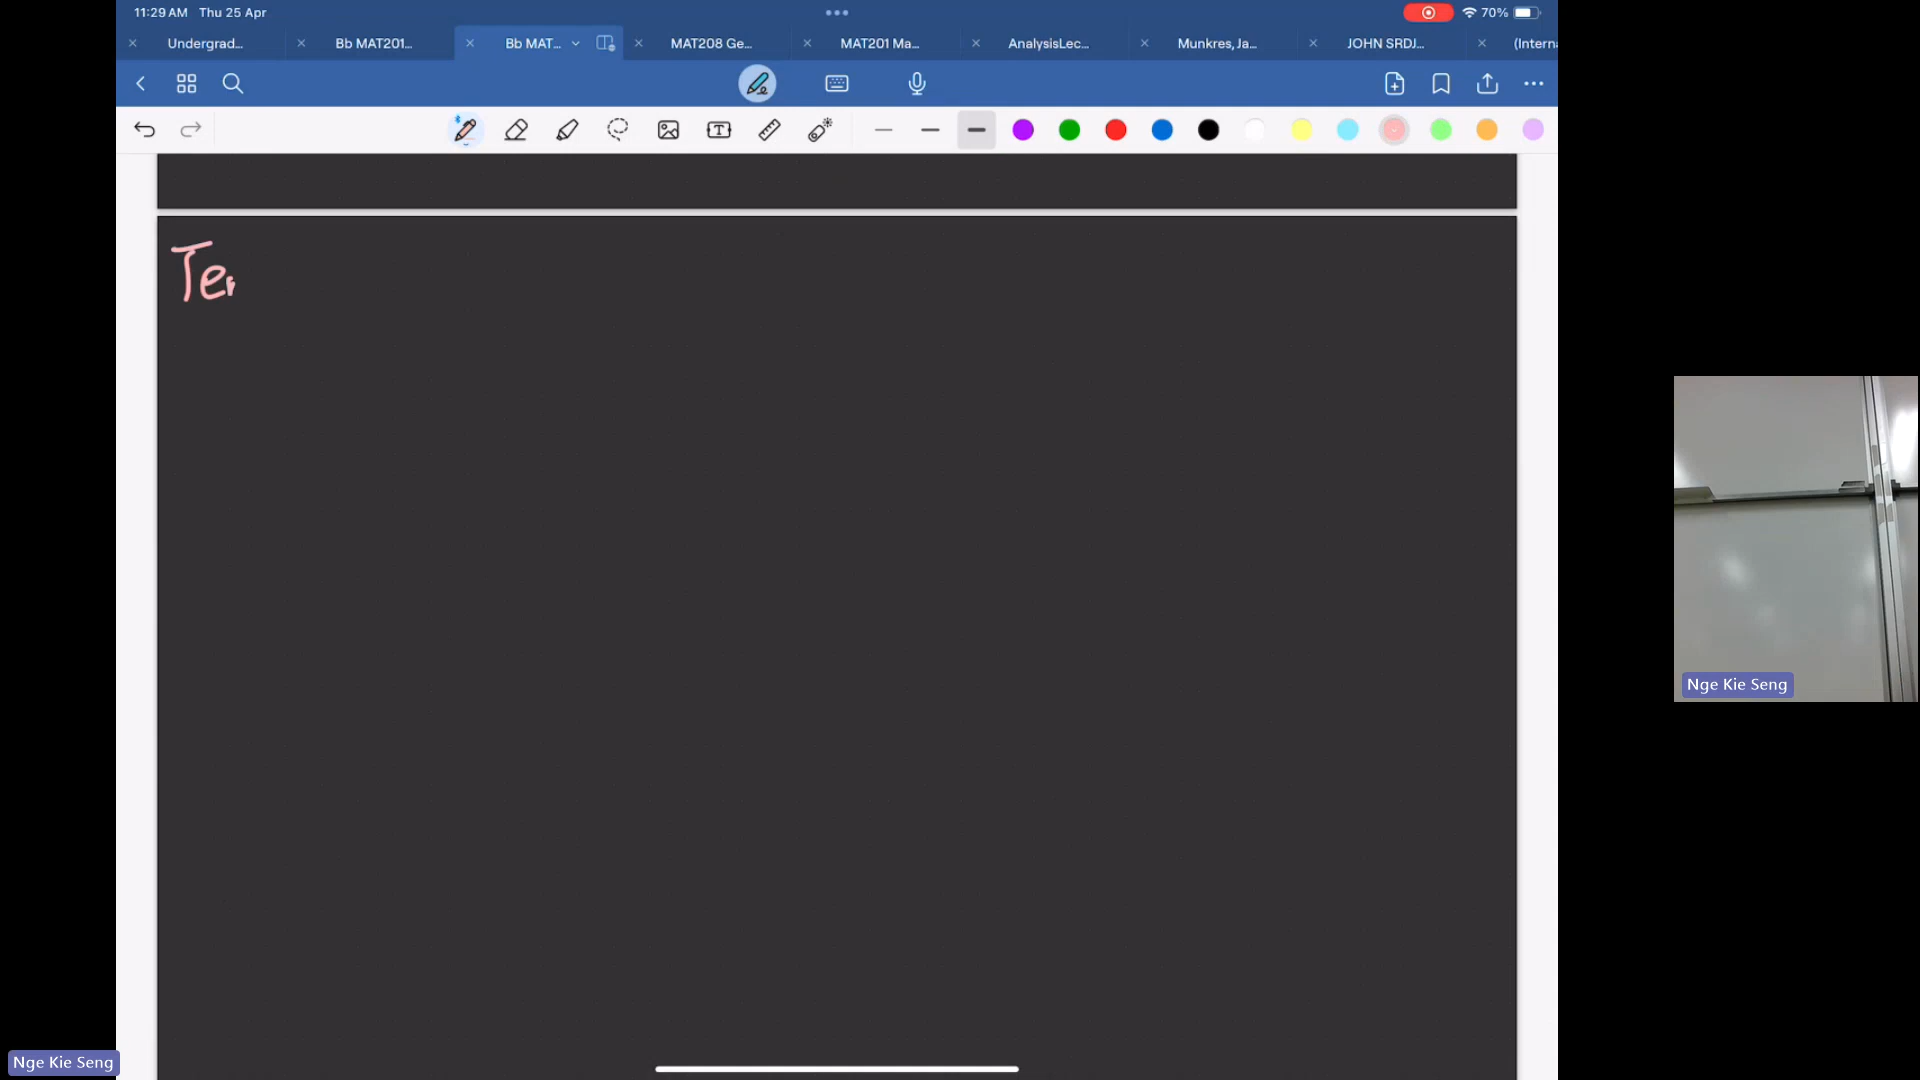 11:29 AM Thu 25 Apr
70%
Undergrad...
Bb MAT201...
Bb MAT...
MAT208 Ge...
MAT201 Ma...
AnalysisLec...
Munkres, Ja...
JOHN SRDJ...
(Intern
Te
Nge Kie Seng
Nge Kie Seng